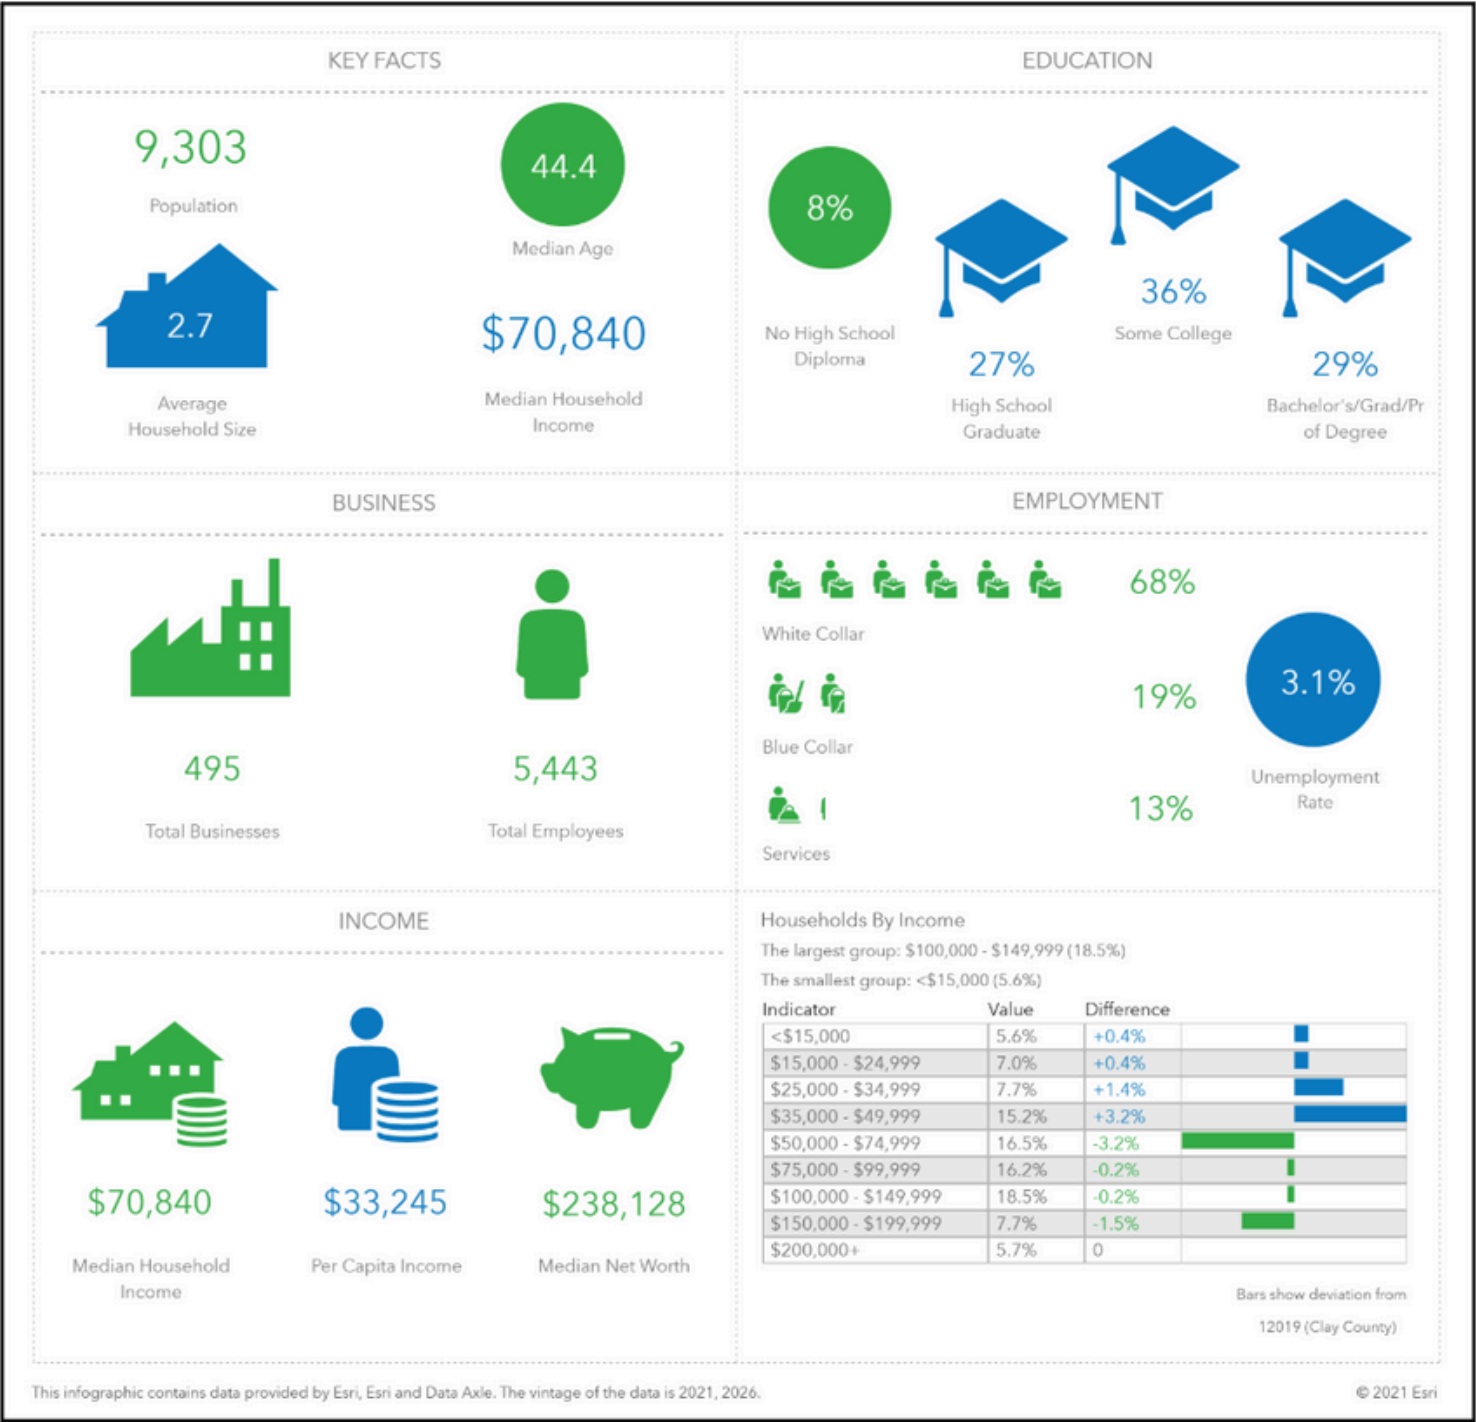 KEY FACTS
9,303
Population
44.4
Median Age
2.7
Average
Household Size
$70,840
Median Household
Income
EDUCATION
8%
No High School
Diploma
27%
High School
Graduate
36%
Some College
29%
Bachelor's/Grad/Pr
of Degree
BUSINESS
495
Total Businesses
5,443
Total Employees
EMPLOYMENT
68%
White Collar
19%
Blue Collar
13%
Services
3.1%
Unemployment
Rate
INCOME
$70,840
Median Household
Income
$33,245
Per Capita Income
$238,128
Median Net Worth
Households By Income
The largest group: $100,000 - $149,999 (18.5%)
The smallest group: <$15,000 (5.6%)
Indicator Value Difference
<$15,000 5.6% +0.4%
$15,000 - $24,999 7.0% +0.4%
$25,000 - $34,999 7.7% +1.4%
$35,000 - $49,999 15.2% +3.2%
$50,000 - $74,999 16.5% -3.2%
$75,000 - $99,999 16.2% -0.2%
$100,000 - $149,999 18.5% -0.2%
$150,000 - $199,999 7.7% -1.5%
$200,000+ 5.7% 0
Bars show deviation from
12019 (Clay County)
This infographic contains data provided by Esri, Esri and Data Axle. The vintage of the data is 2021, 2026.
© 2021 Esri